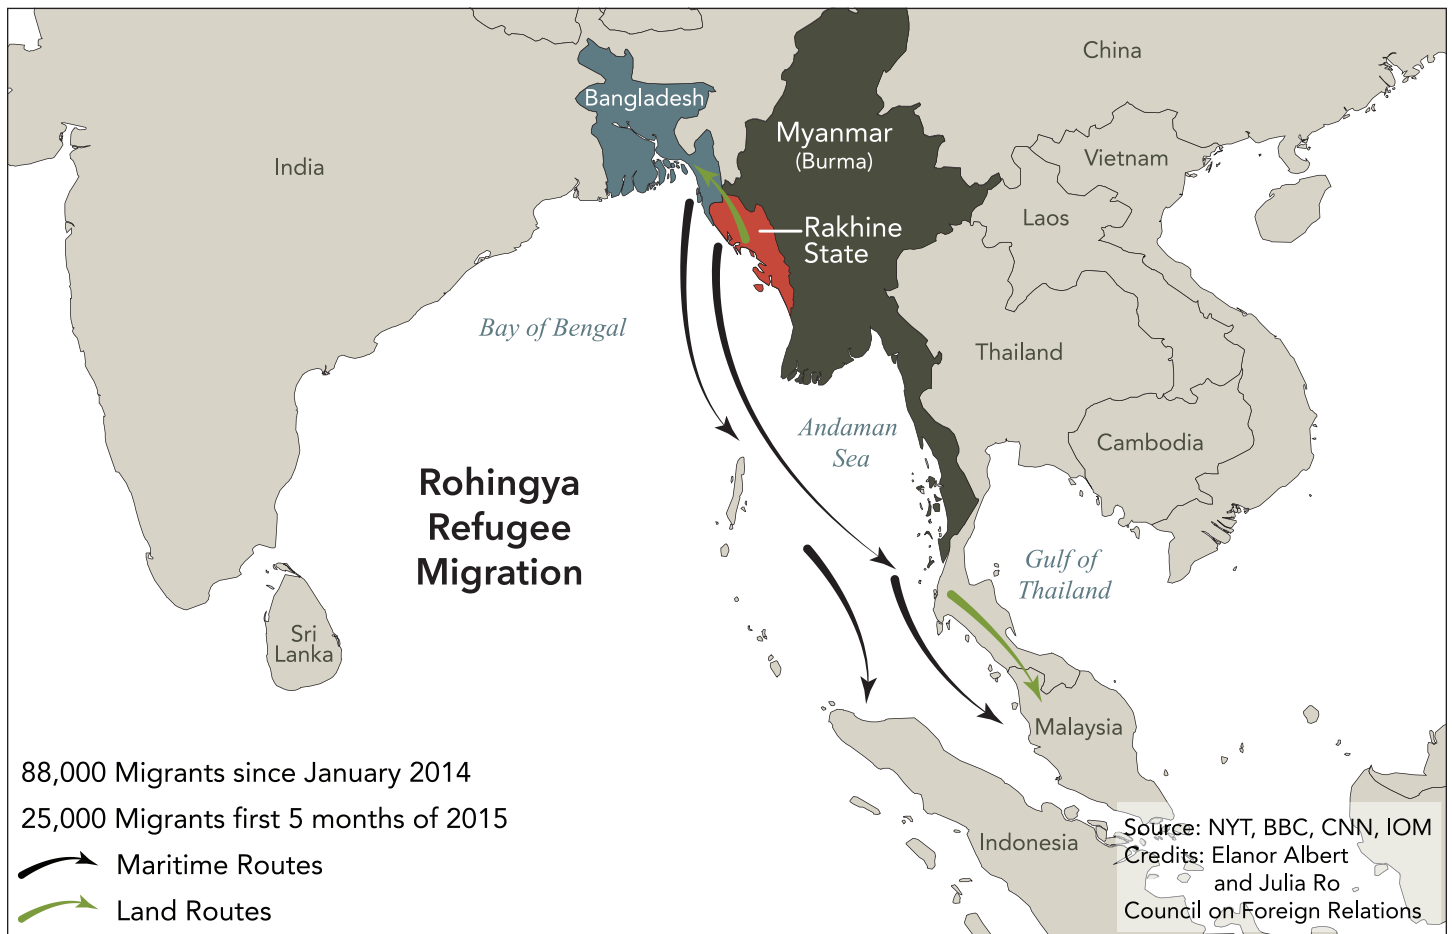 China
Bangladesh
Myanmar
(Burma)
Vietnam
India
Laos
Rakhine
State
Bay of Bengal
Thailand
Andaman
Sea
Cambodia
Rohingya
Refugee
Migration
Gulf of
Thailand
Sri
Lanka
Malaysia
Indonesia
88,000 Migrants since January 2014
25,000 Migrants first 5 months of 2015
Maritime Routes
Land Routes
Source: NYT, BBC, CNN, IOM
Credits: Elanor Albert
and Julia Ro
Council on Foreign Relations